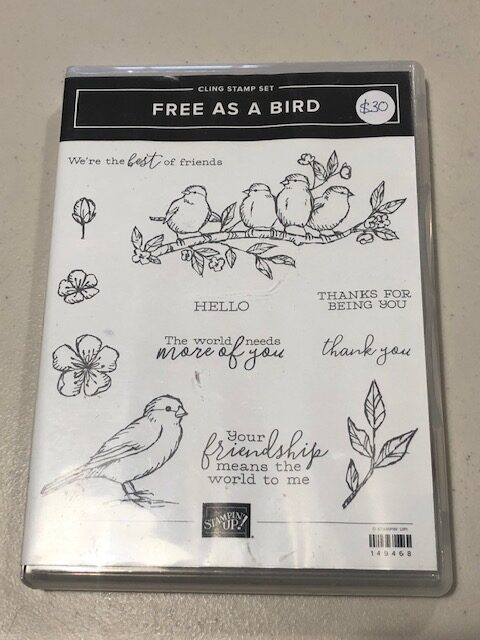 CLING STAMP SET
FREE AS A BIRD
$30
We're the best of friends
HELLO
THANKS FOR
BEING YOU
The world needs
more of you
thank you
Your
friendship
means the
world to me
STAMPIN'
UP!
© STAMPIN' UP!
149468